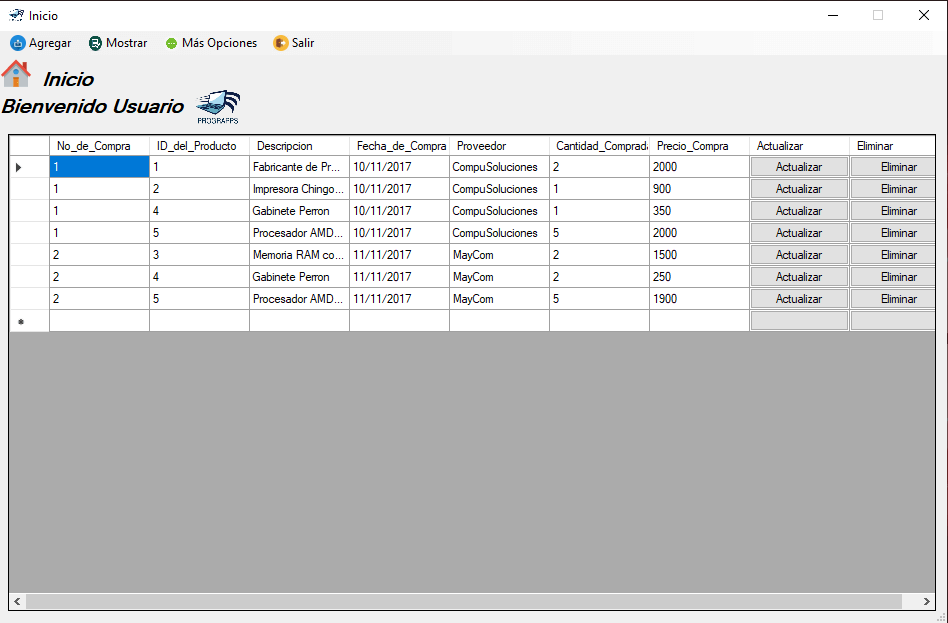 Inicio
Agregar Mostrar Más Opciones Salir
Inicio
Bienvenido Usuario
PROGRAPPS
No_de_Compra ID_del_Producto Descripcion Fecha_de_Compra Proveedor Cantidad_Comprada Precio_Compra Actualizar Eliminar
1 1 Fabricante de Pr... 10/11/2017 CompuSoluciones 2 2000 Actualizar Eliminar
1 2 Impresora Chingo... 10/11/2017 CompuSoluciones 1 900 Actualizar Eliminar
1 4 Gabinete Perron 10/11/2017 CompuSoluciones 1 350 Actualizar Eliminar
1 5 Procesador AMD... 10/11/2017 CompuSoluciones 5 2000 Actualizar Eliminar
2 3 Memoria RAM co... 11/11/2017 MayCom 2 1500 Actualizar Eliminar
2 4 Gabinete Perron 11/11/2017 MayCom 2 250 Actualizar Eliminar
2 5 Procesador AMD... 11/11/2017 MayCom 5 1900 Actualizar Eliminar